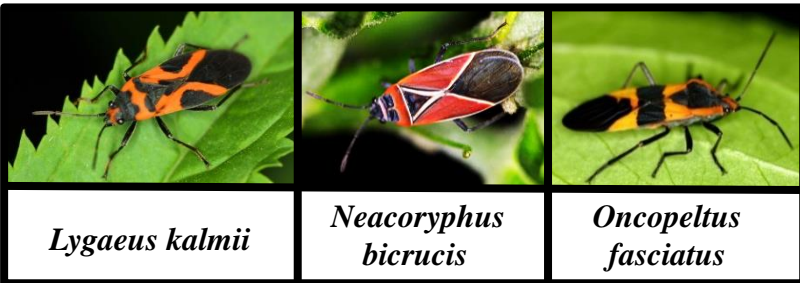 Lygaeus kalmii
Neacoryphus
bicrucis
Oncopeltus
fasciatus